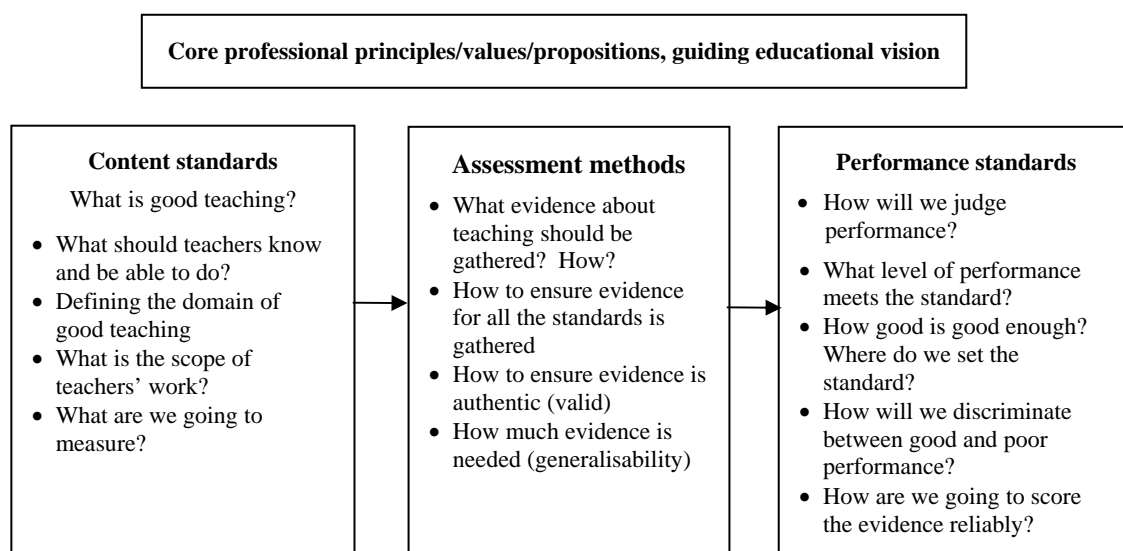 Core professional principles/values/propositions, guiding educational vision
Content standards
What is good teaching?
• What should teachers know
and be able to do?
• Defining the domain of
good teaching
• What is the scope of
teachers’ work?
• What are we going to
measure?
Assessment methods
• What evidence about
teaching should be
gathered? How?
• How to ensure evidence
for all the standards is
gathered
• How to ensure evidence is
authentic (valid)
• How much evidence is
needed (generalisability)
Performance standards
• How will we judge
performance?
• What level of performance
meets the standard?
• How good is good enough?
Where do we set the
standard?
• How will we discriminate
between good and poor
performance?
• How are we going to score
the evidence reliably?